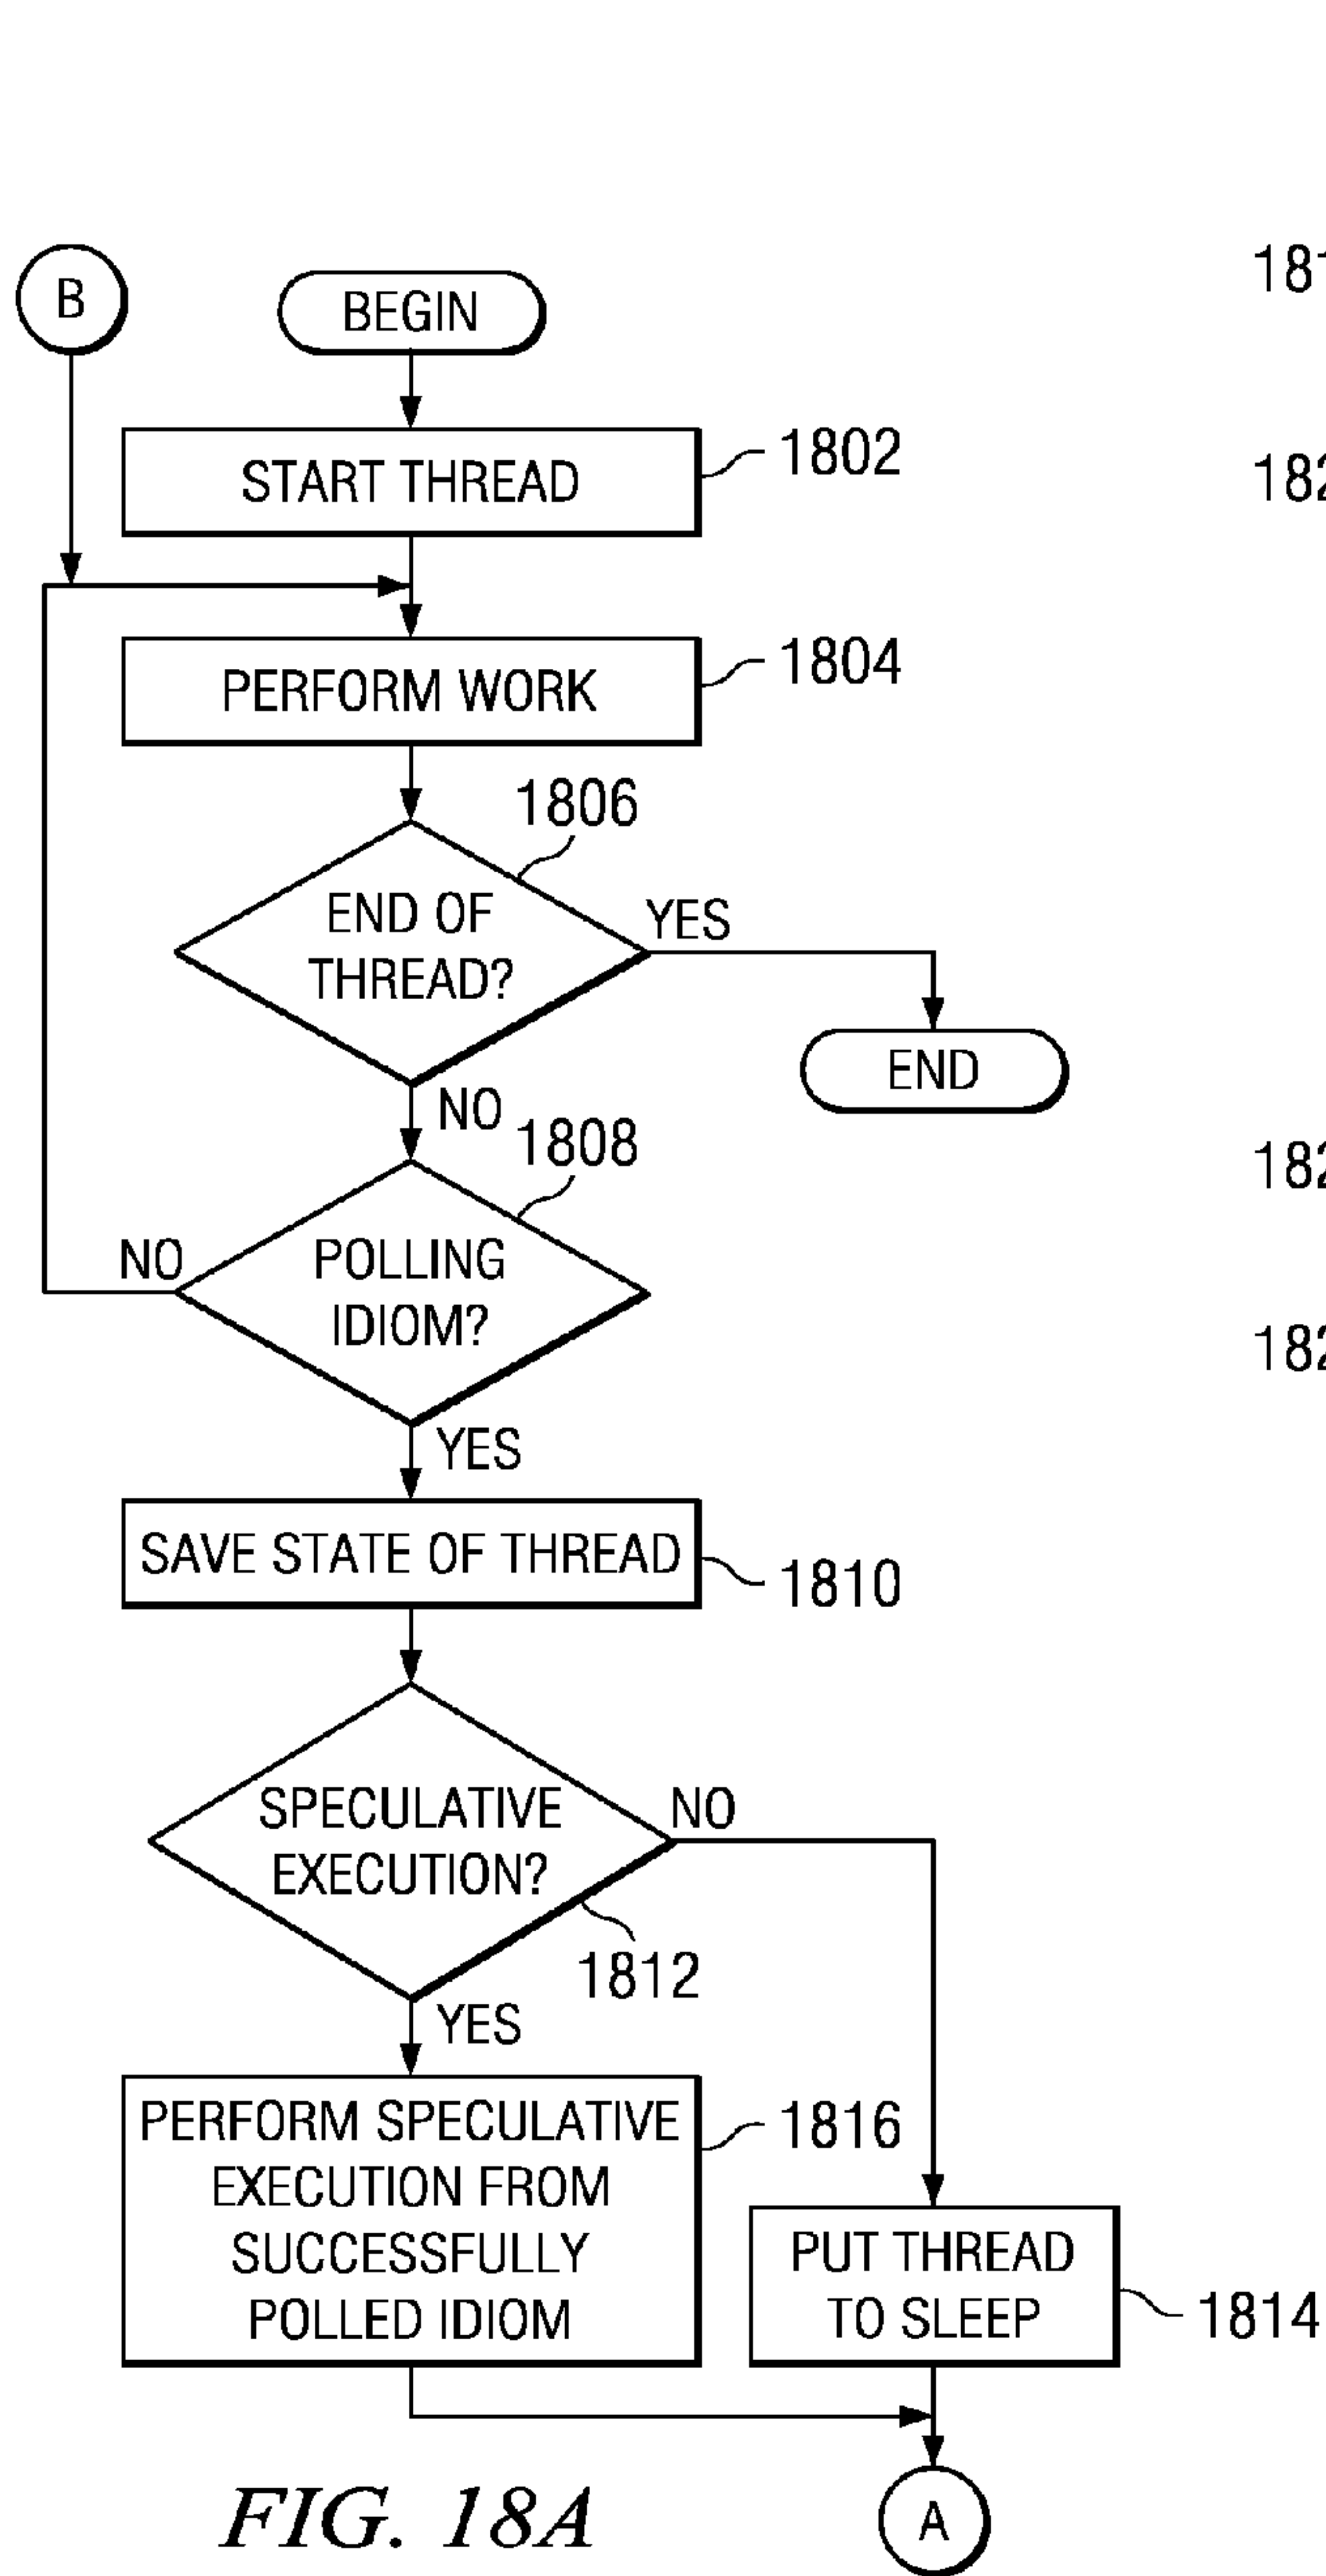 B
BEGIN
START THREAD
1802
PERFORM WORK
1804
1806
END OF
THREAD?
YES
END
NO
1808
POLLING
IDIOM?
NO
YES
SAVE STATE OF THREAD
1810
SPECULATIVE
EXECUTION?
NO
1812
YES
PERFORM SPECULATIVE
EXECUTION FROM
SUCCESSFULLY
POLLED IDIOM
1816
PUT THREAD
TO SLEEP
1814
A
FIG. 18A